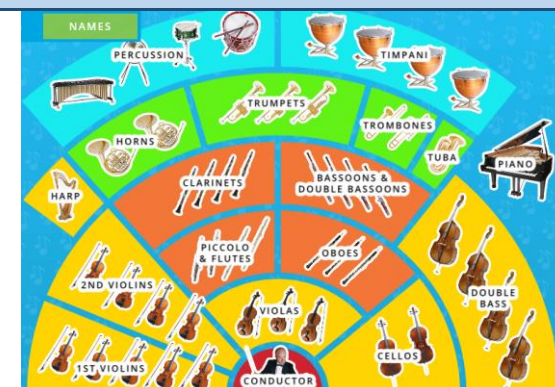 NAMES
PERCUSSION
TIMPANI
TRUMPETS
HORNS
TROMBONES
TUBA
PIANO
HARP
CLARINETS
BASSOONS &
DOUBLE BASSOONS
PICCOLO
& FLUTES
OBOES
2ND VIOLINS
VIOLAS
DOUBLE
BASS
1ST VIOLINS
CELLOS
CONDUCTOR